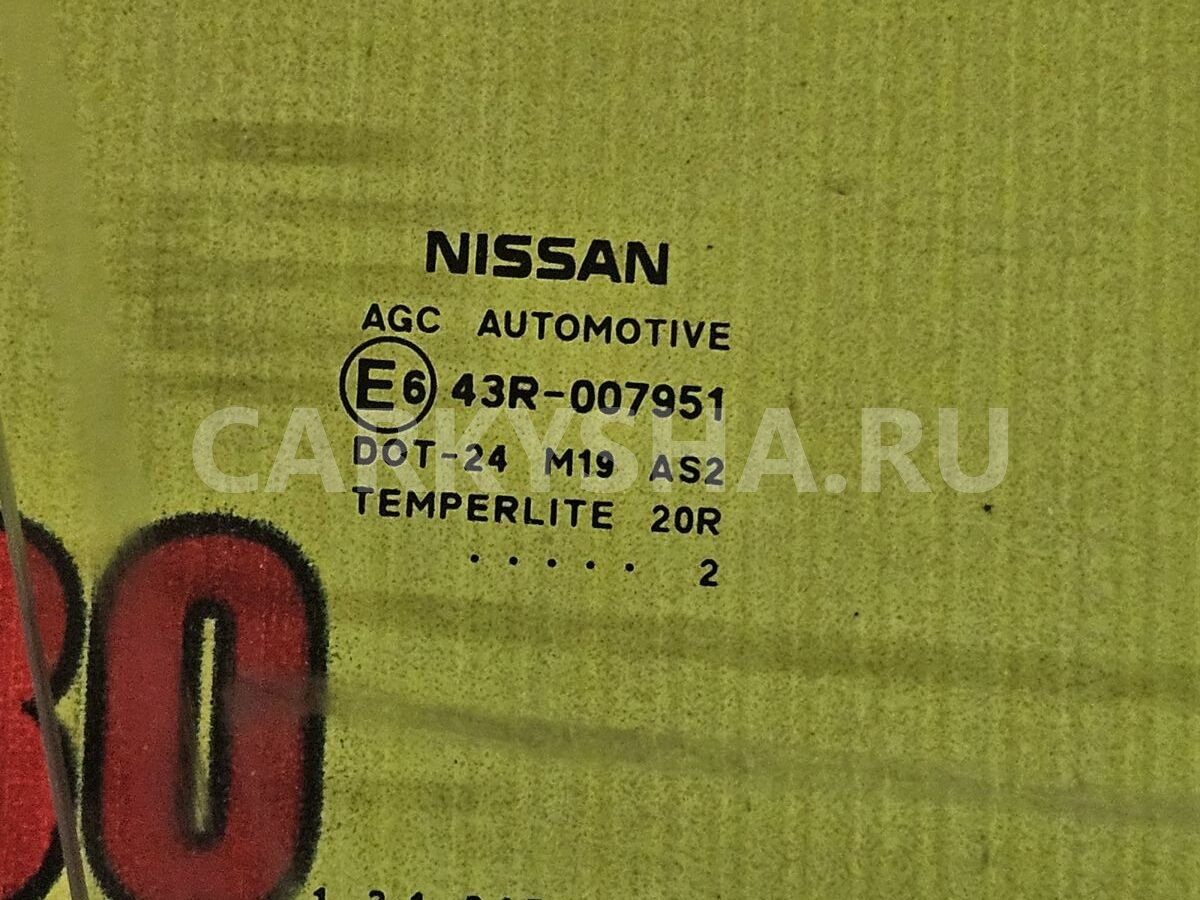 NISSAN
AGC AUTOMOTIVE
E6 43R-007951
CARKYSHA.RU
DOT-24 M19 AS2
TEMPERLITE 20R
. . . . . 2